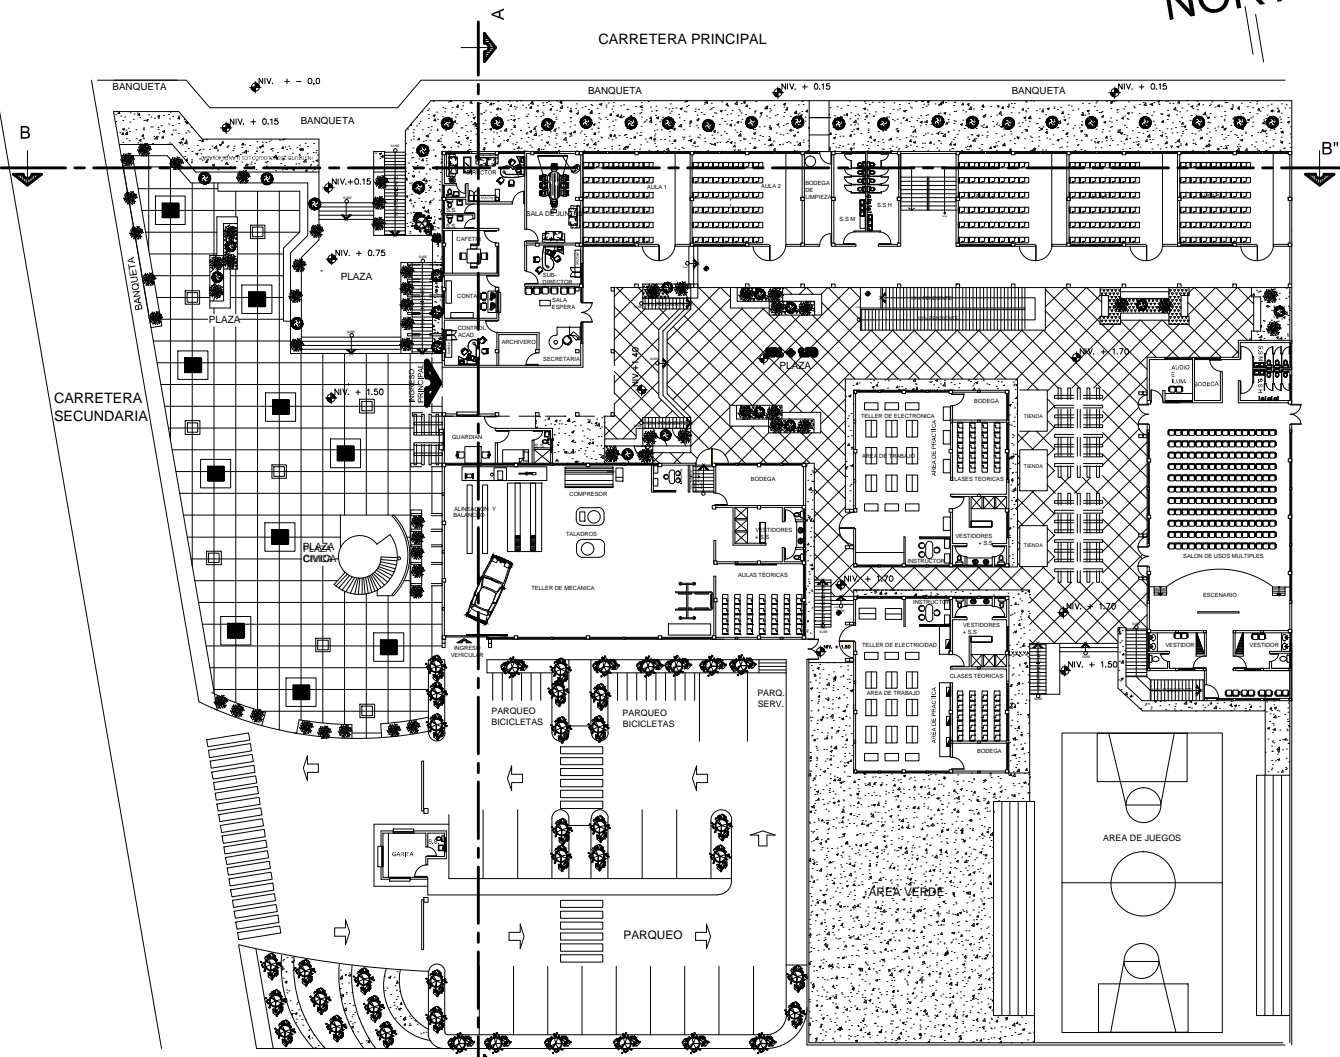 A
CARRETERA PRINCIPAL
BANQUETA
NIV. + - 0,0
BANQUETA
NIV. + 0.15
BANQUETA
NIV. + 0.15
NIV. + 0.15
BANQUETA
B
B"
BANQUETA
NIV.+0.15
SALA DE JUNTAS
AULA 1
AULA 2
BODEGA
DE
LIMPIEZA
S.S M
S.S H
NIV. + 0.75
PLAZA
BANQUETA
PLAZA
SUB-
DIRECTOR
SALA
ESPERA
CONTROL
ACAD.
ARCHIVERO
SECRETARIA
NIV.+1.40
PLAZA
NIV. + 1.70
AUDIO
E
ILUM.
BODEGA
S.S.M
S.S.H
INGRESO
PRINCIPAL
NIV. + 1.50
CARRETERA
SECUNDARIA
GUARDIAN
BODEGA
TELLER DE ELECTRONICA
AREA DE TRABAJO
AREA DE PRACTICA
CLASES TEORICAS
TIENDA
TIENDA
TIENDA
COMPRESOR
BODEGA
ALINEACION Y
BALANCEO
TALADROS
VESTIDORES
+ S.S
VESTIDORES
+ S.S
INSTRUCTOR
PLAZA
CIVICA
TELLER DE MECANICA
AULAS TEORICAS
SALON DE USOS MULTIPLES
ESCENARIO
NIV. + 1.70
NIV. + 1.70
INSTRUCTOR
VESTIDORES
+ S.S
TELLER DE ELECTRICIDAD
CLASES TEORICAS
AREA DE TRABAJO
AREA DE PRACTICA
BODEGA
VESTIDOR
VESTIDOR
NIV. + 1.50
INGRESO
VEHICULAR
PARQUEO
BICICLETAS
PARQUEO
BICICLETAS
PARQ.
SERV.
GARITA
S.S
AREA DE JUEGOS
AREA VERDE
PARQUEO